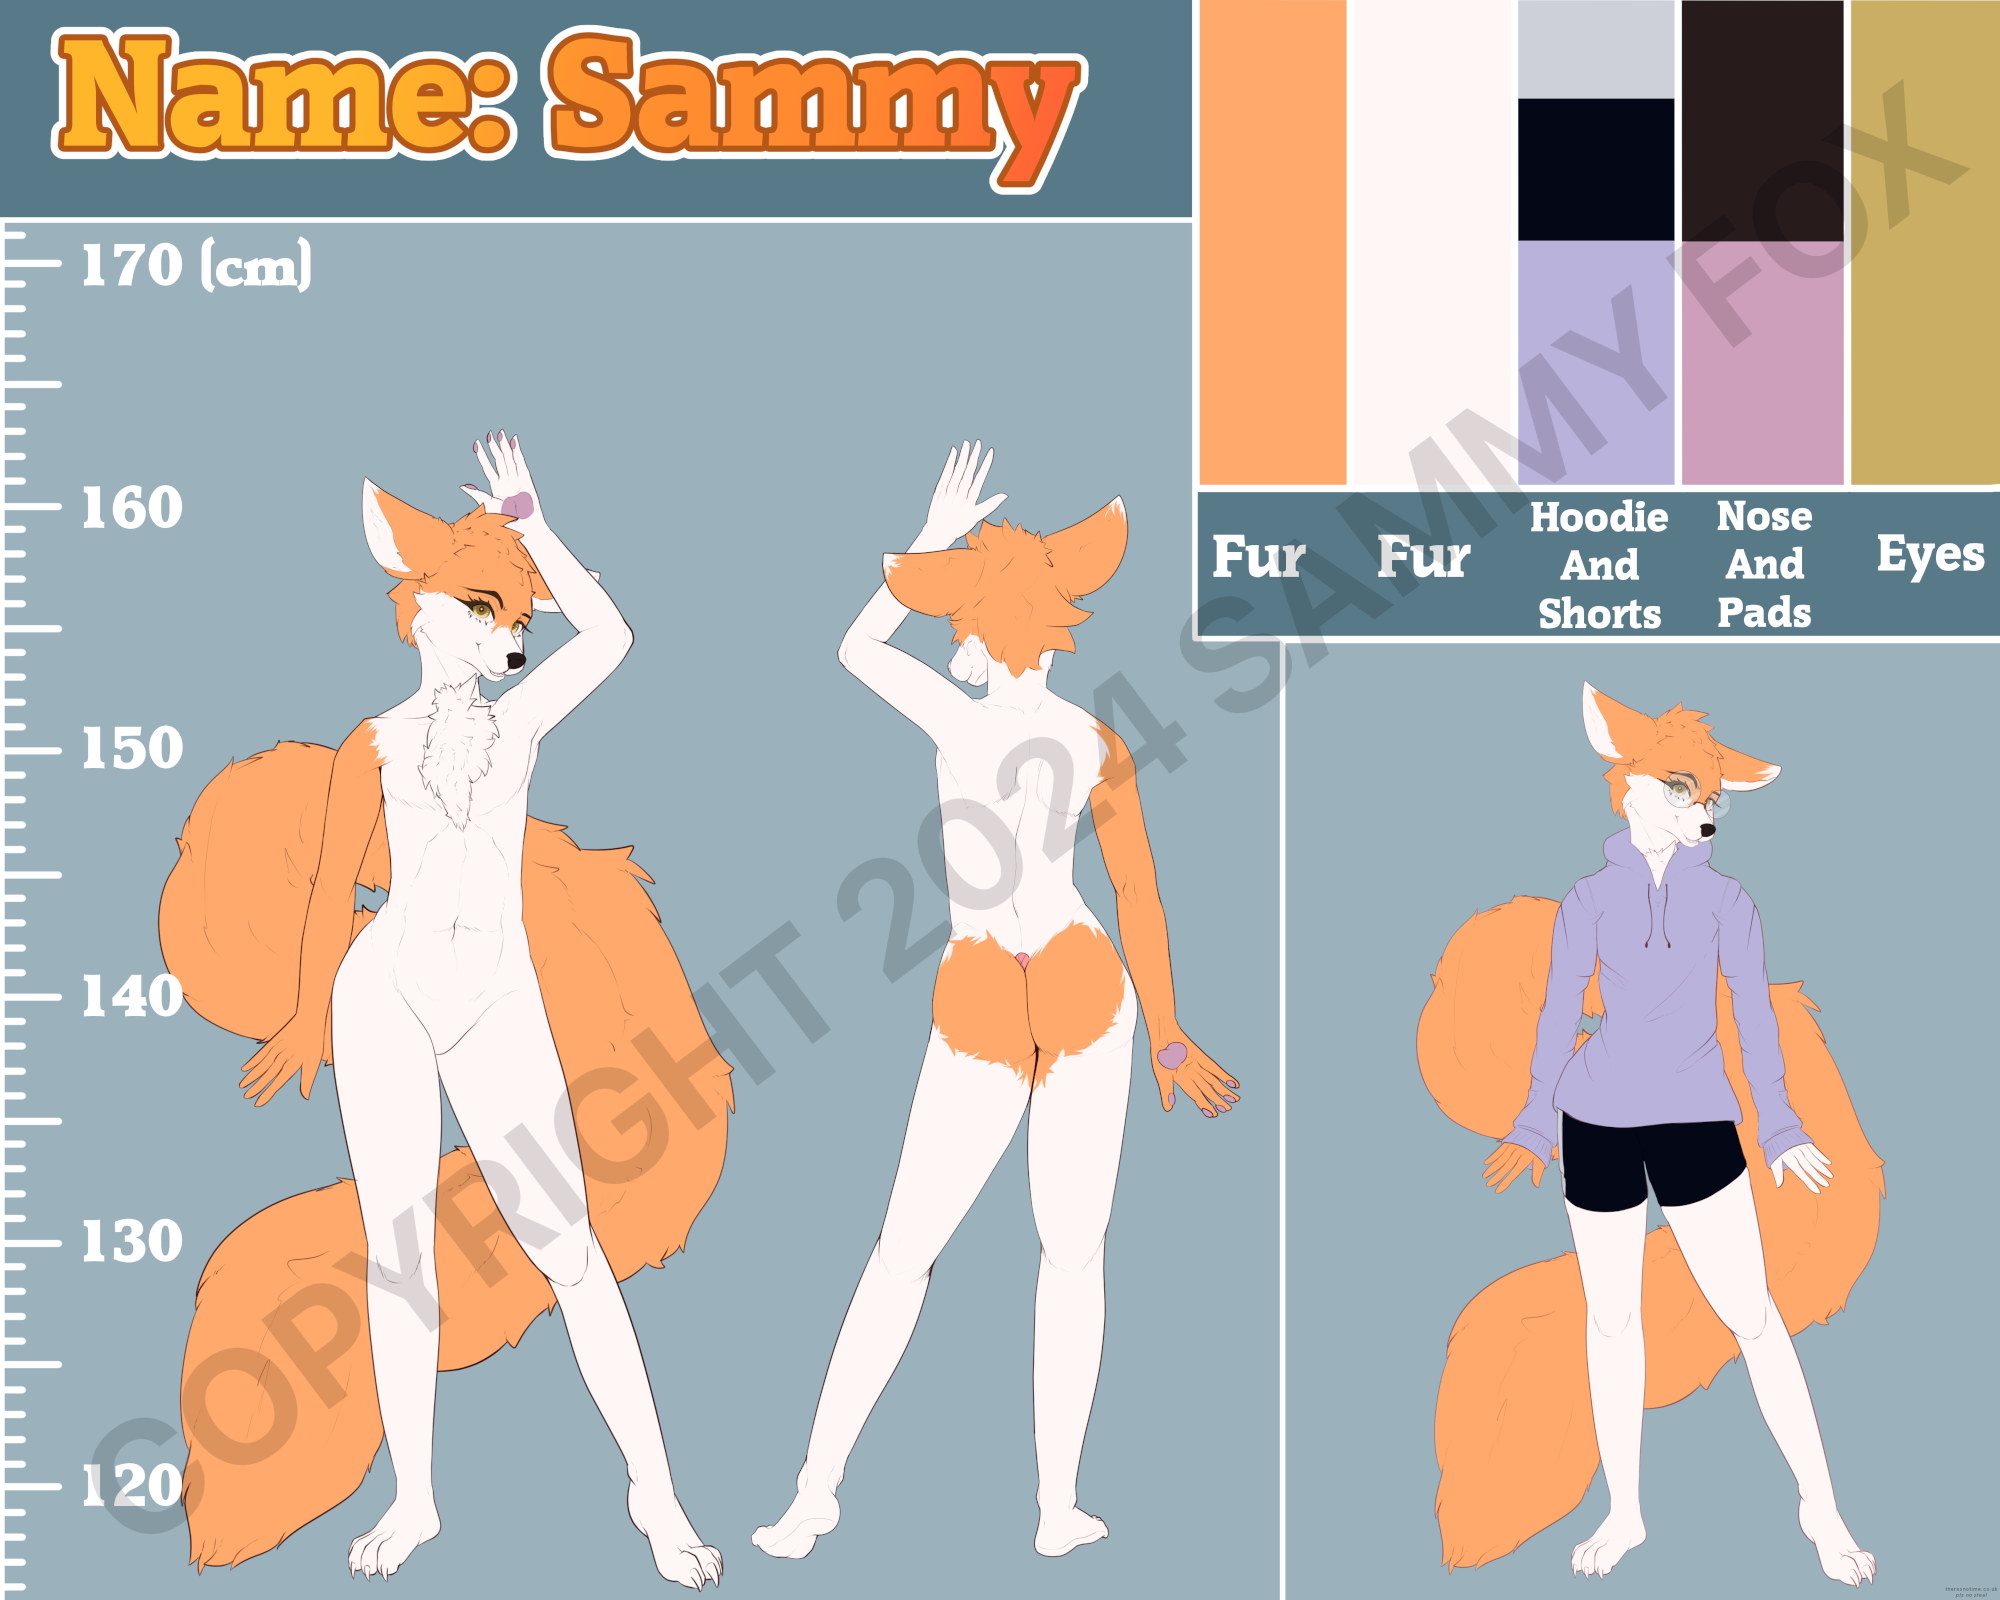 Name: Sammy
170 (cm)
160
150
140
130
120
Fur
Fur
Hoodie
And
Shorts
Nose
And
Pads
Eyes
COPYRIGHT 2024 SAMMY FOX